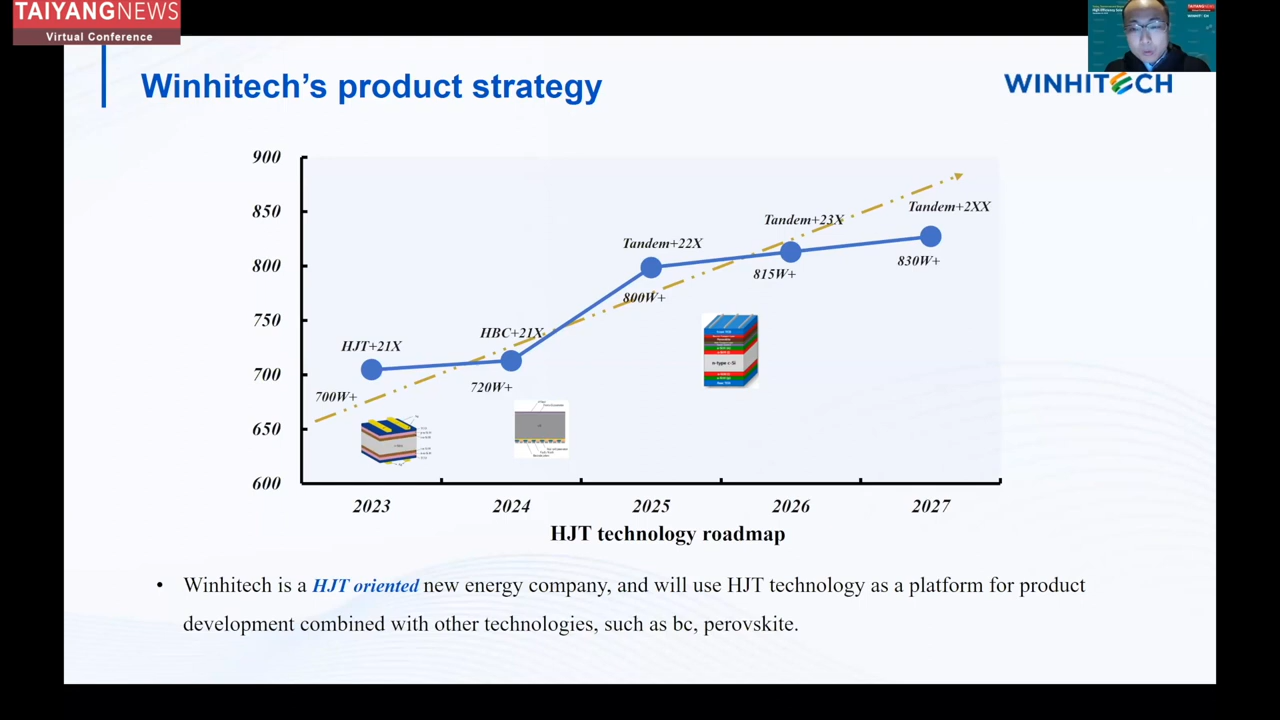 TAIYANGNEWS
Virtual Conference
Winhitech’s product strategy
WINHITECH
900
850
800
750
700
650
600
HJT+21X
700W+
HBC+21X
720W+
Tandem+22X
800W+
Tandem+23X
815W+
Tandem+2XX
830W+
n-type c-Si
2023
2024
2025
2026
2027
HJT technology roadmap
• Winhitech is a HJT oriented new energy company, and will use HJT technology as a platform for product
development combined with other technologies, such as bc, perovskite.